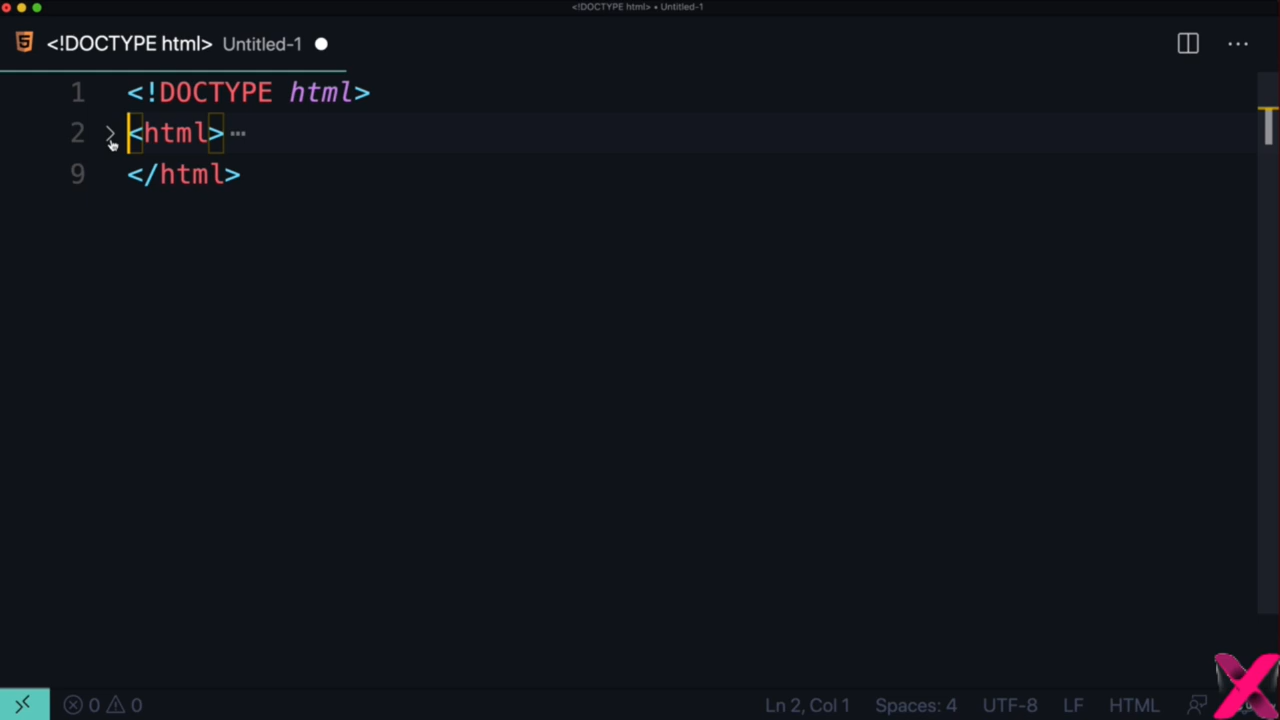 <!DOCTYPE html> • Untitled-1
<!DOCTYPE html> Untitled-1
1 <!DOCTYPE html>
2 <html> ⋯
9 </html>
0 0 Ln 2, Col 1 Spaces: 4 UTF-8 LF HTML